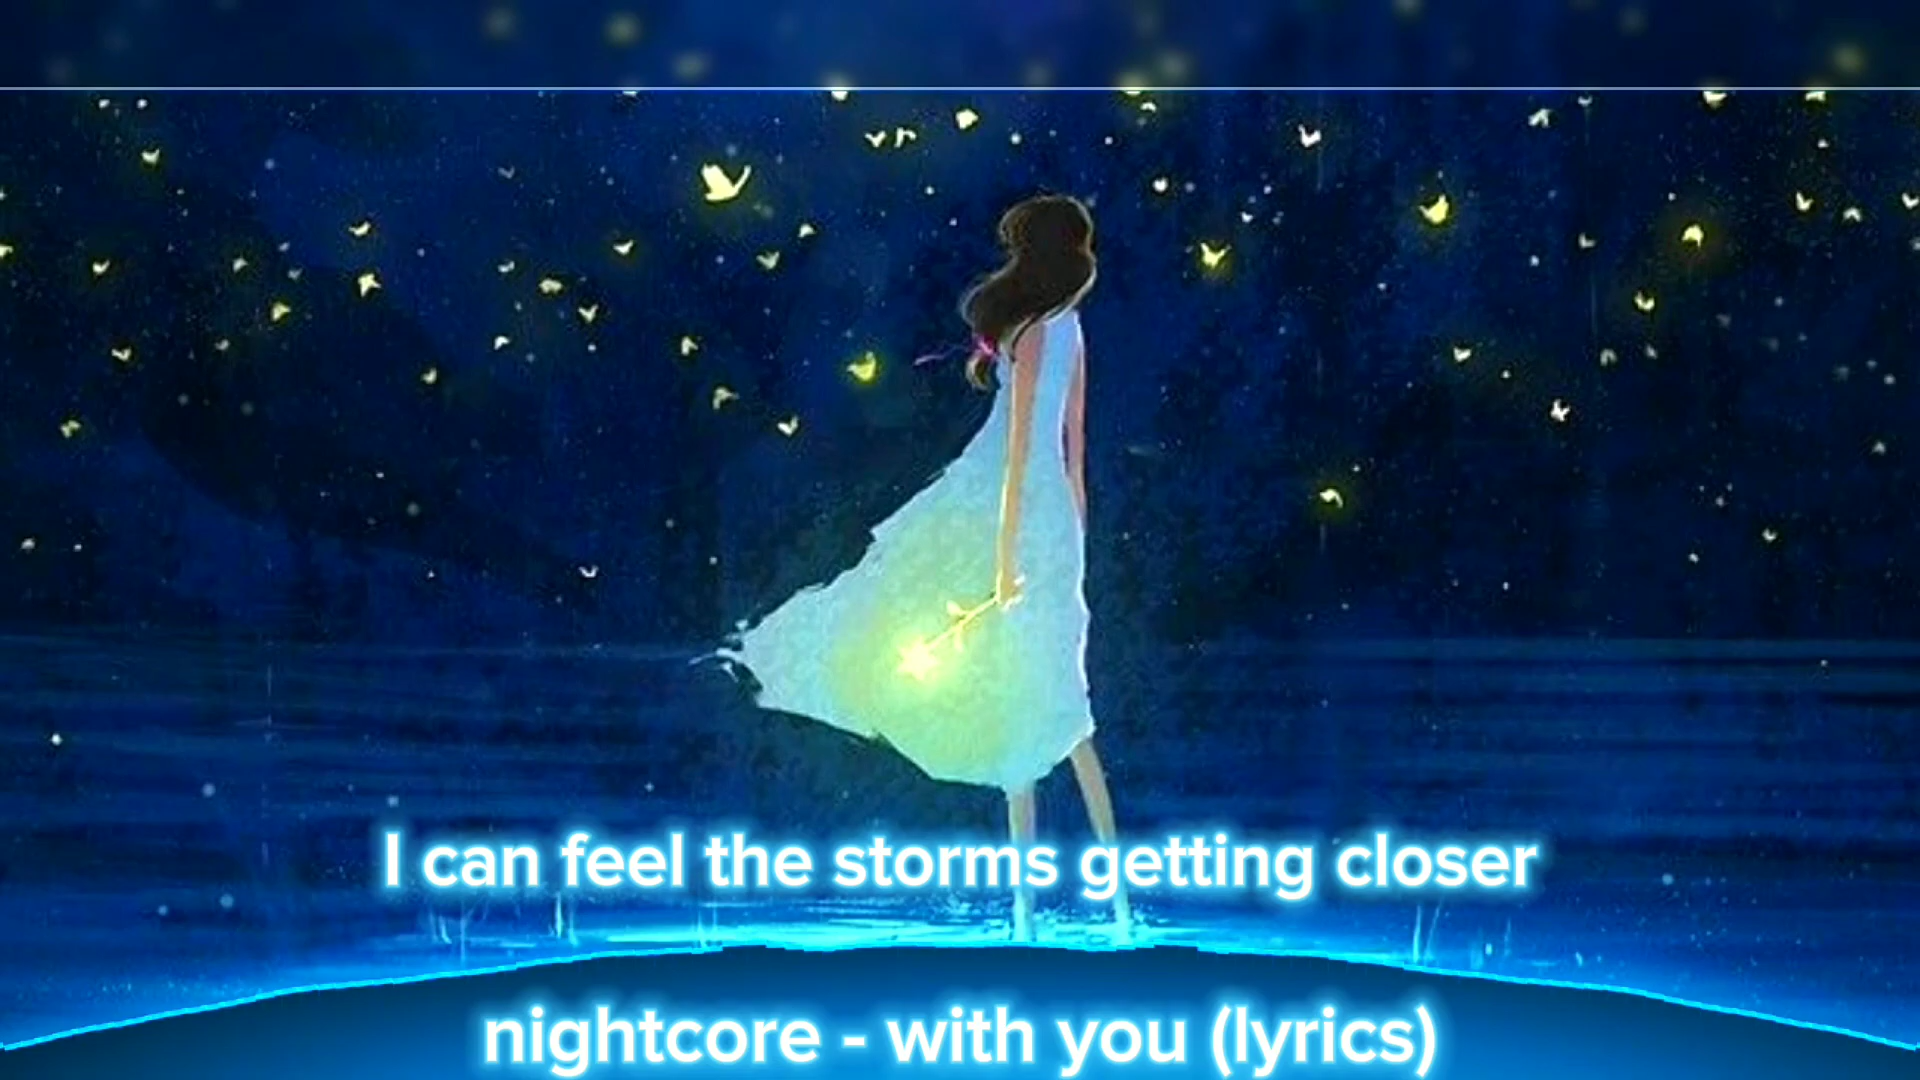 I can feel the storms getting closer
nightcore - with you (lyrics)